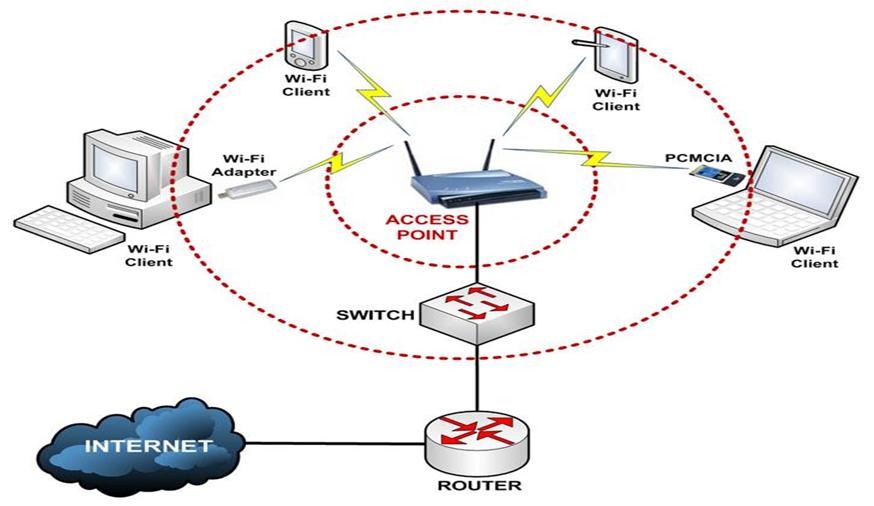 Wi-Fi
Client
Wi-Fi
Client
Wi-Fi
Adapter
PCMCIA
ACCESS
POINT
Wi-Fi
Client
Wi-Fi
Client
SWITCH
INTERNET
ROUTER